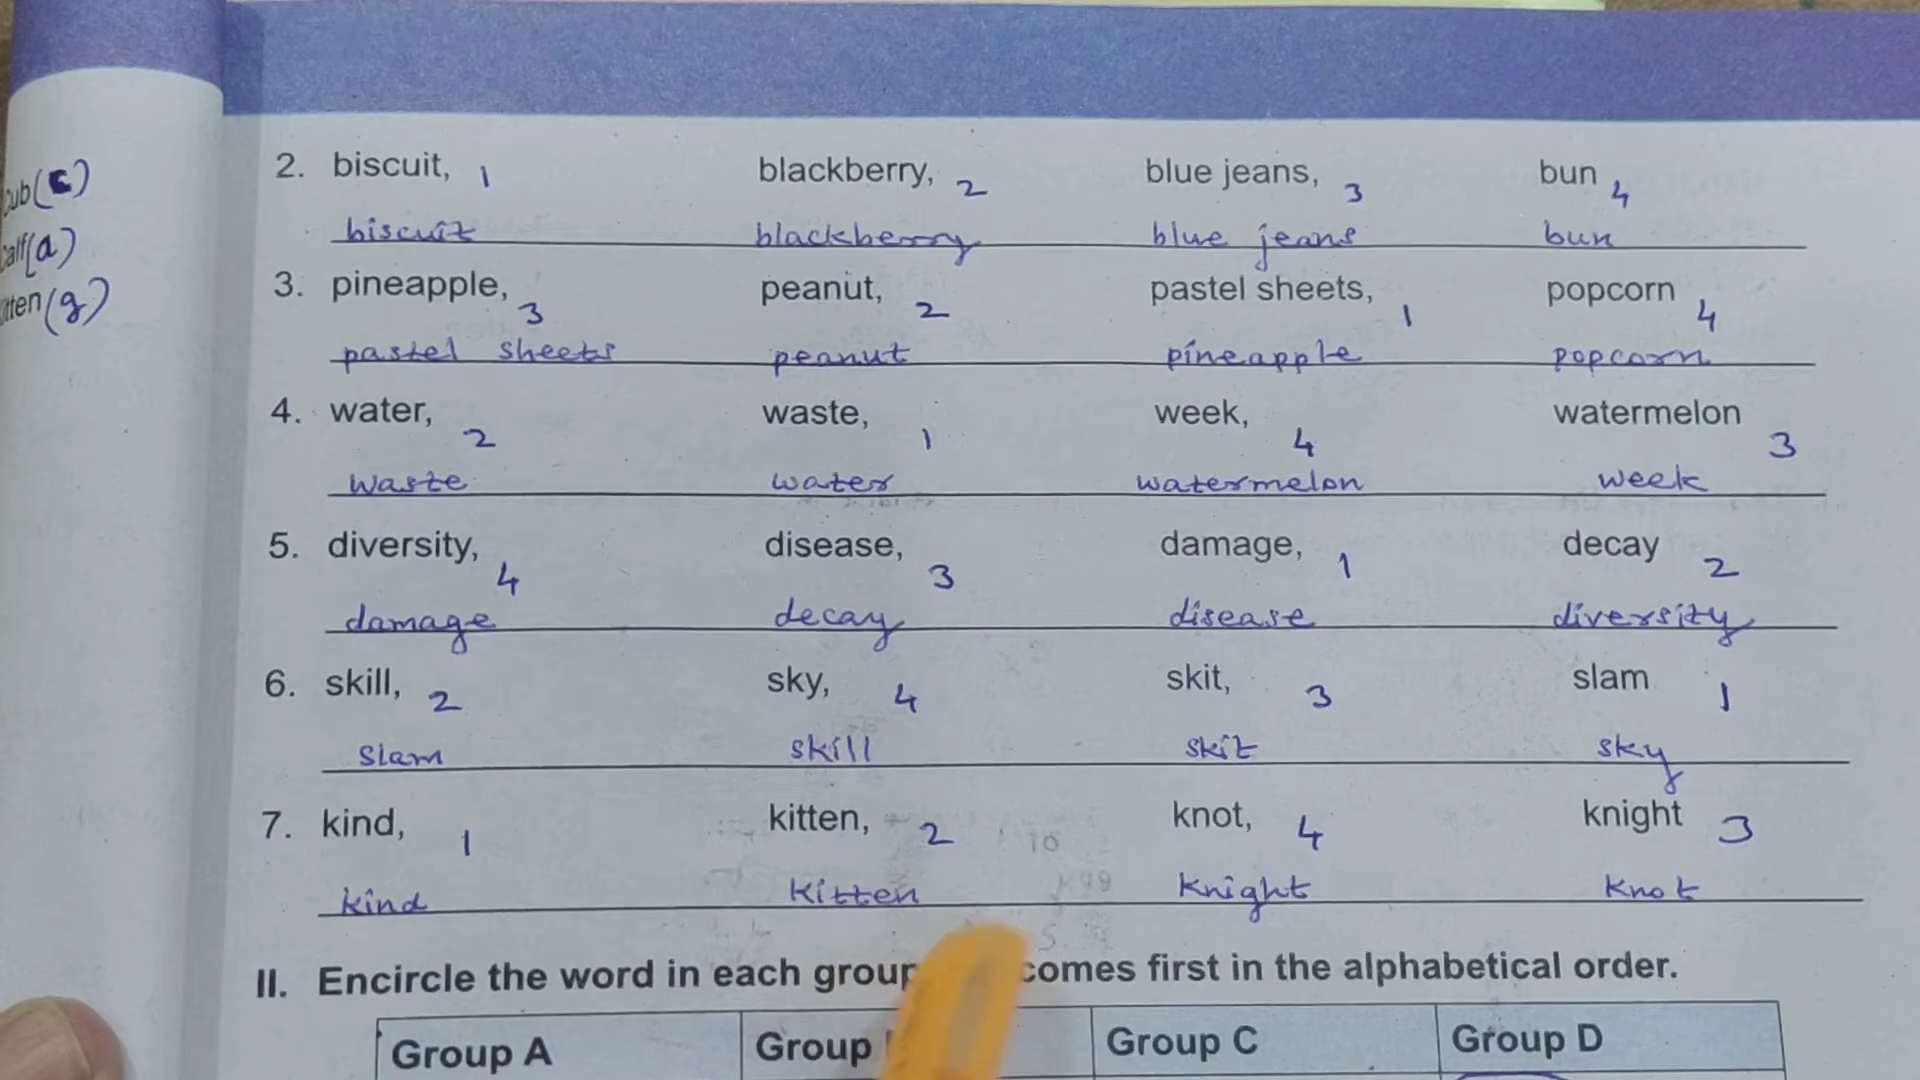 2. biscuit, 1 blackberry, 2 blue jeans, 3 bun 4
biscuit blackberry blue jeans bun
3. pineapple, 3 peanut, 2 pastel sheets, 1 popcorn 4
pastel sheets peanut pineapple popcorn
4. water, 2 waste, 1 week, 4 watermelon 3
waste water watermelon week
5. diversity, 4 disease, 3 damage, 1 decay 2
damage decay disease diversity
6. skill, 2 sky, 4 skit, 3 slam 1
slam skill skit sky
7. kind, 1 kitten, 2 knot, 4 knight 3
kind kitten knight knot
II. Encircle the word in each group comes first in the alphabetical order.
Group A Group Group C Group D
(a)
(g)